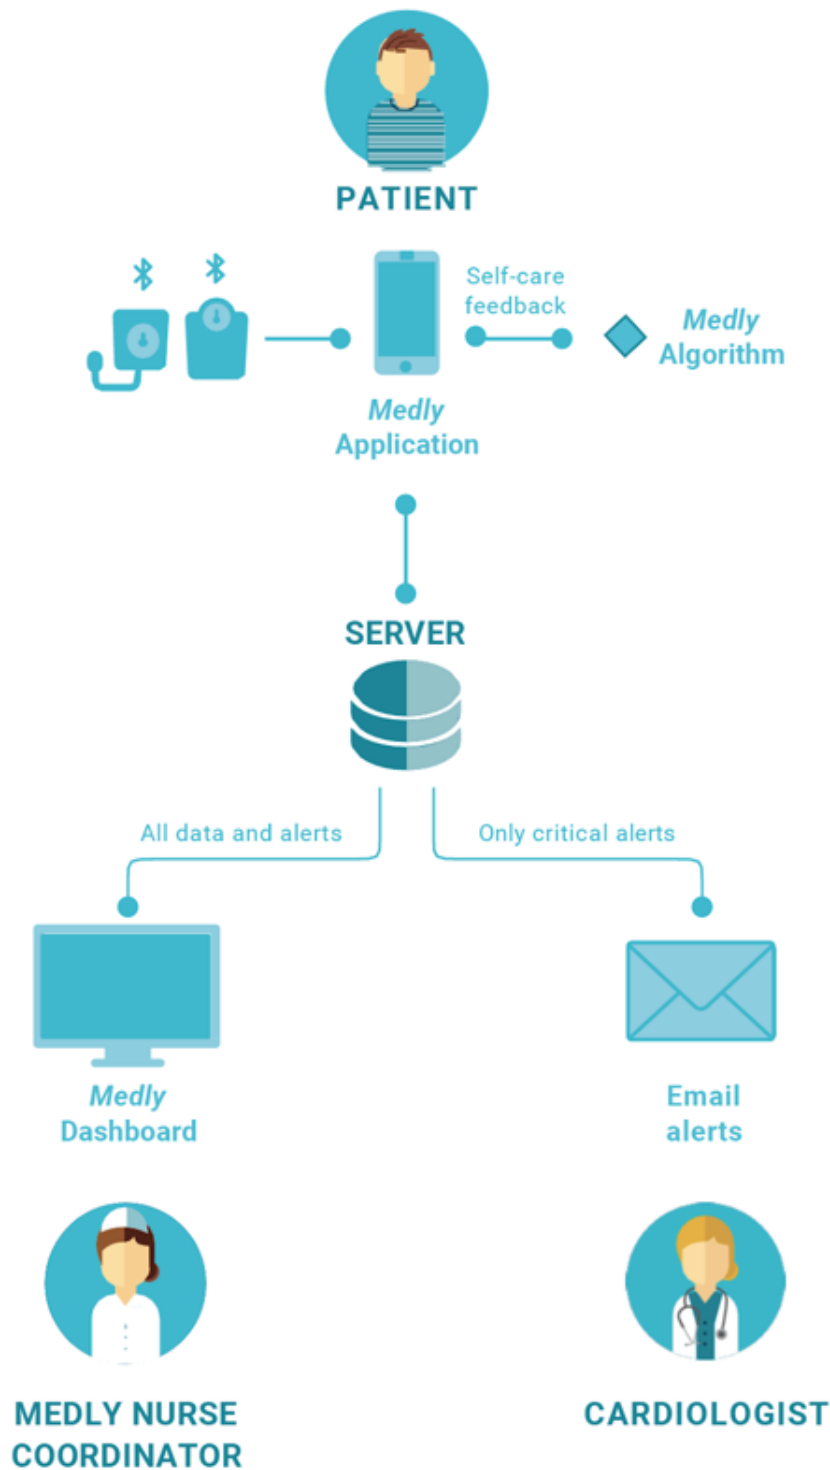 PATIENT
Self-care
feedback
Medly
Algorithm
Medly
Application
SERVER
All data and alerts
Only critical alerts
Medly
Dashboard
Email
alerts
MEDLY NURSE
COORDINATOR
CARDIOLOGIST